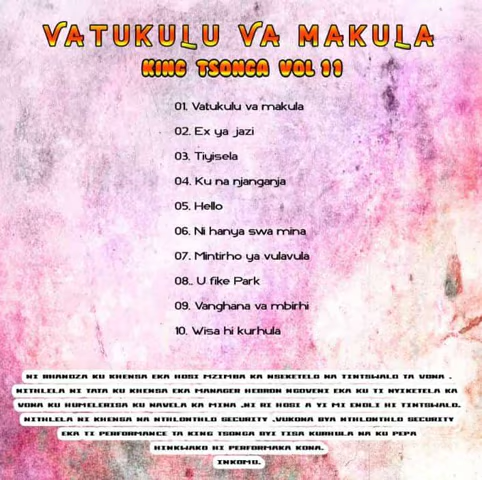 VATUKULU VA MAKULA
KING TSONGA VOL 11
01. Vatukulu va makula
02. Ex ya jazi
03. Tiyisela
04. Ku na njanganja
05. Hello
06. Ni hanya swa mina
07. Mintirho ya vulavula
08.. U fike Park
09. Vanghana va mbirhi
10. Wisa hi kurhula
NI RHANDZA KU KHENSA EKA HOSI MZIMBA KA NSEKETELO NA TINTSWALO TA VONA .
NITHLELA NI TATA KU KHENSA EKA MANAGER HEBRON NGOVENI EKA KU TI NYIKETELA KA
VONA KU HUMELERISA KU NAVELA KA MINA ,NI RI HOSI A YI MI ENDLI HI TINTSWALO.
NITHLELA NI KHENSA NA NTHLONTHLO SECURITY ,VUKONA BYA NTHLONTHLO SECURITY
EKA TI PERFORMANCE TA KING TSONGA BYI TISA KURHULA NA KU PEPA
HINKWAKO HI PERFORMAKA KONA.
INKOMU.